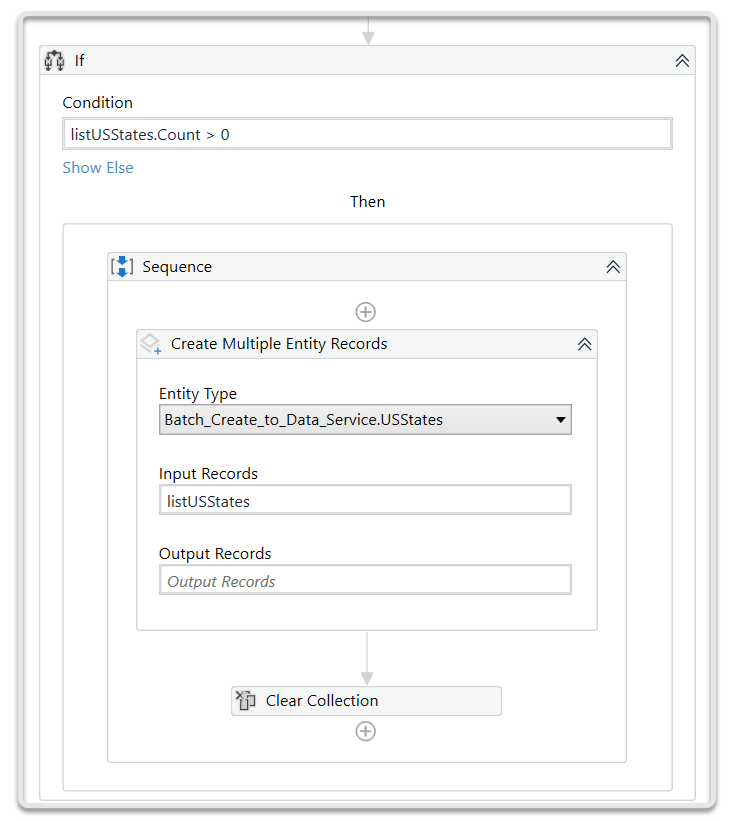 If
Condition
listUSStates.Count > 0
Show Else
Then
Sequence
Create Multiple Entity Records
Entity Type
Batch_Create_to_Data_Service.USStates
Input Records
listUSStates
Output Records
Output Records
Clear Collection